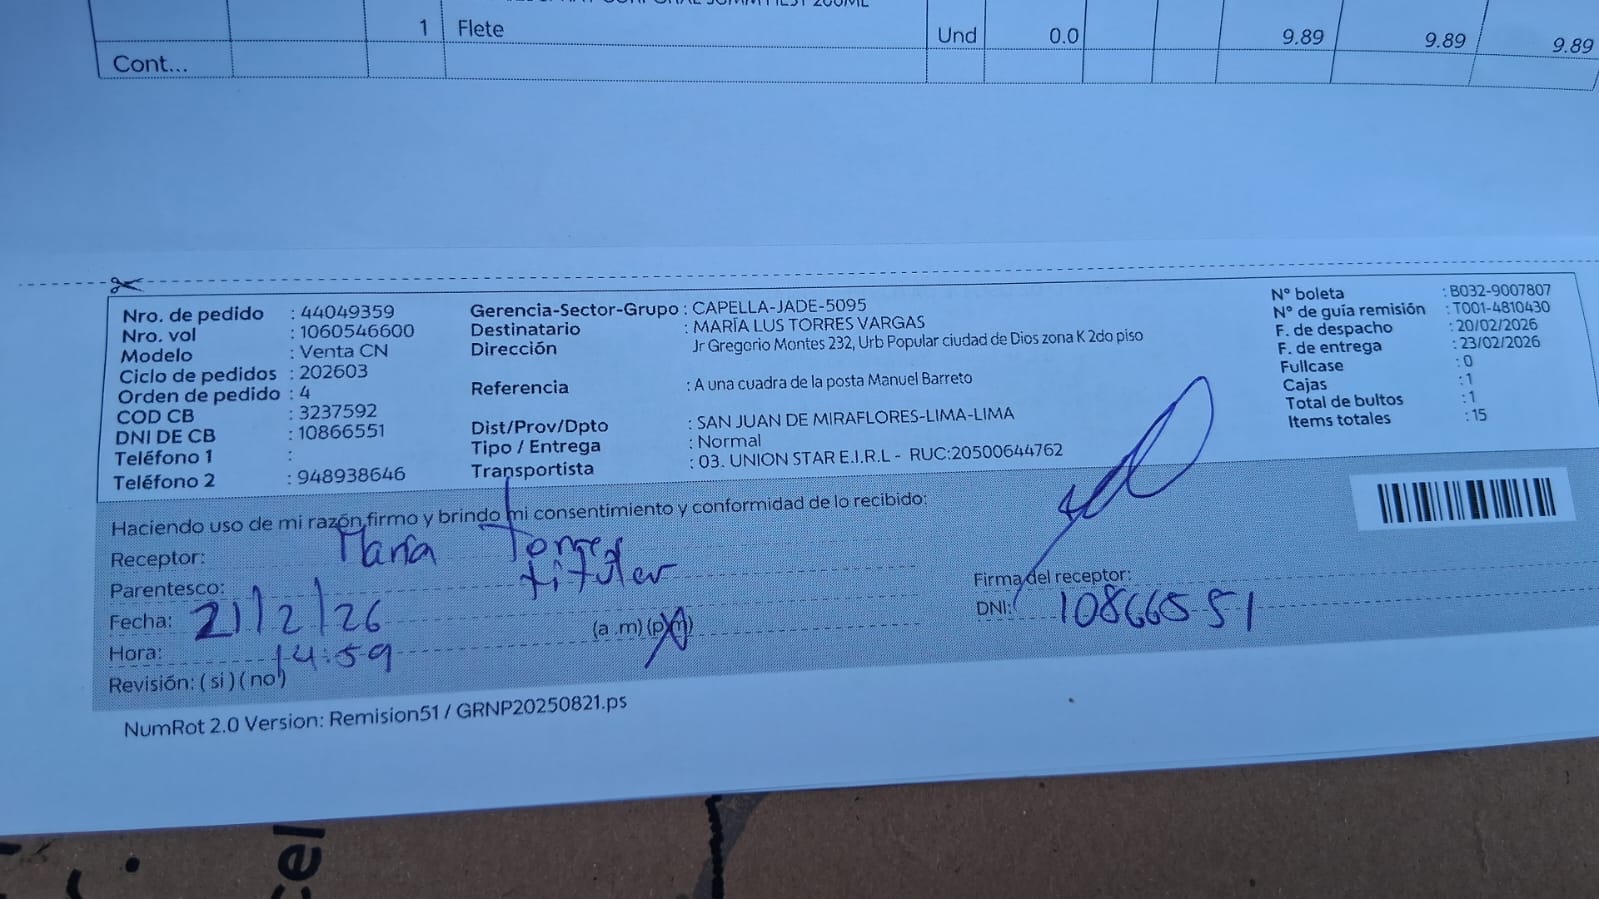 1 Flete Und 0.0 9.89 9.89 9.89
Cont...
Nro. de pedido : 44049359
Nro. vol : 1060546600
Modelo : Venta CN
Ciclo de pedidos : 202603
Orden de pedido : 4
COD CB : 3237592
DNI DE CB : 10866551
Teléfono 1 :
Teléfono 2 : 948938646
Gerencia-Sector-Grupo : CAPELLA-JADE-5095
Destinatario : MARÍA LUS TORRES VARGAS
Dirección Jr Gregorio Montes 232, Urb Popular ciudad de Dios zona K 2do piso
Referencia : A una cuadra de la posta Manuel Barreto
Dist/Prov/Dpto : SAN JUAN DE MIRAFLORES-LIMA-LIMA
Tipo / Entrega : Normal
Transportista : 03. UNION STAR E.I.R.L - RUC:20500644762
N° boleta : B032-9007807
N° de guía remisión : T001-4810430
F. de despacho : 20/02/2026
F. de entrega : 23/02/2026
Fullcase : 0
Cajas : 1
Total de bultos : 1
Items totales : 15
Haciendo uso de mi razón firmo y brindo mi consentimiento y conformidad de lo recibido:
Receptor: María Torres
Parentesco: titular
Fecha: 21/2/26
Hora: 14:59 (a .m) (p.m)
Revisión: ( si ) ( no )
Firma del receptor:
DNI: 10866551
NumRot 2.0 Version: Remision51 / GRNP20250821.ps